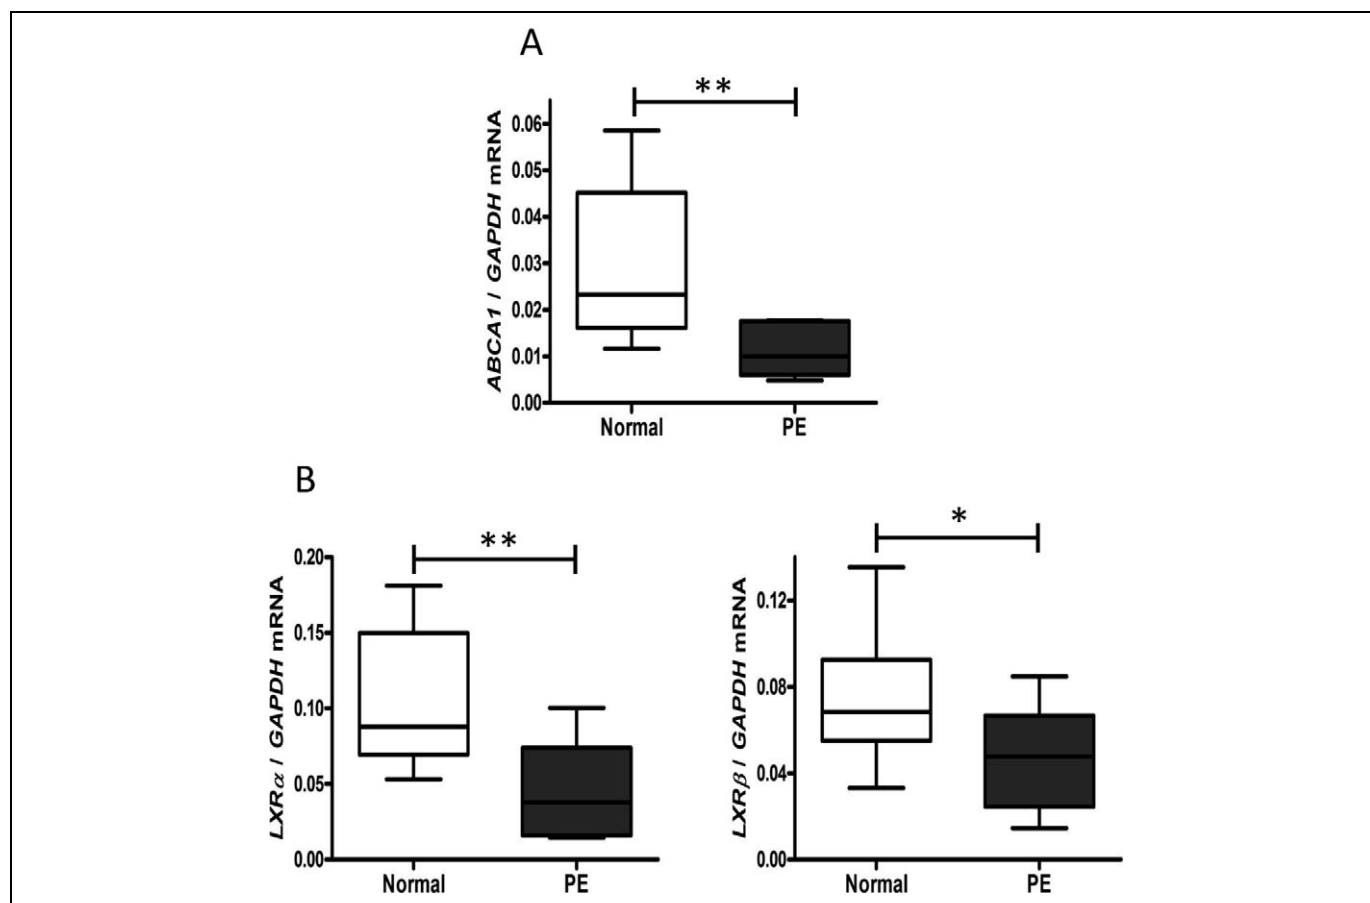 A
**
ABCA1 / GAPDH mRNA
0.06
0.05
0.04
0.03
0.02
0.01
0.00
Normal PE
B
**
LXRα / GAPDH mRNA
0.20
0.15
0.10
0.05
0.00
Normal PE
*
LXRβ / GAPDH mRNA
0.12
0.08
0.04
0.00
Normal PE